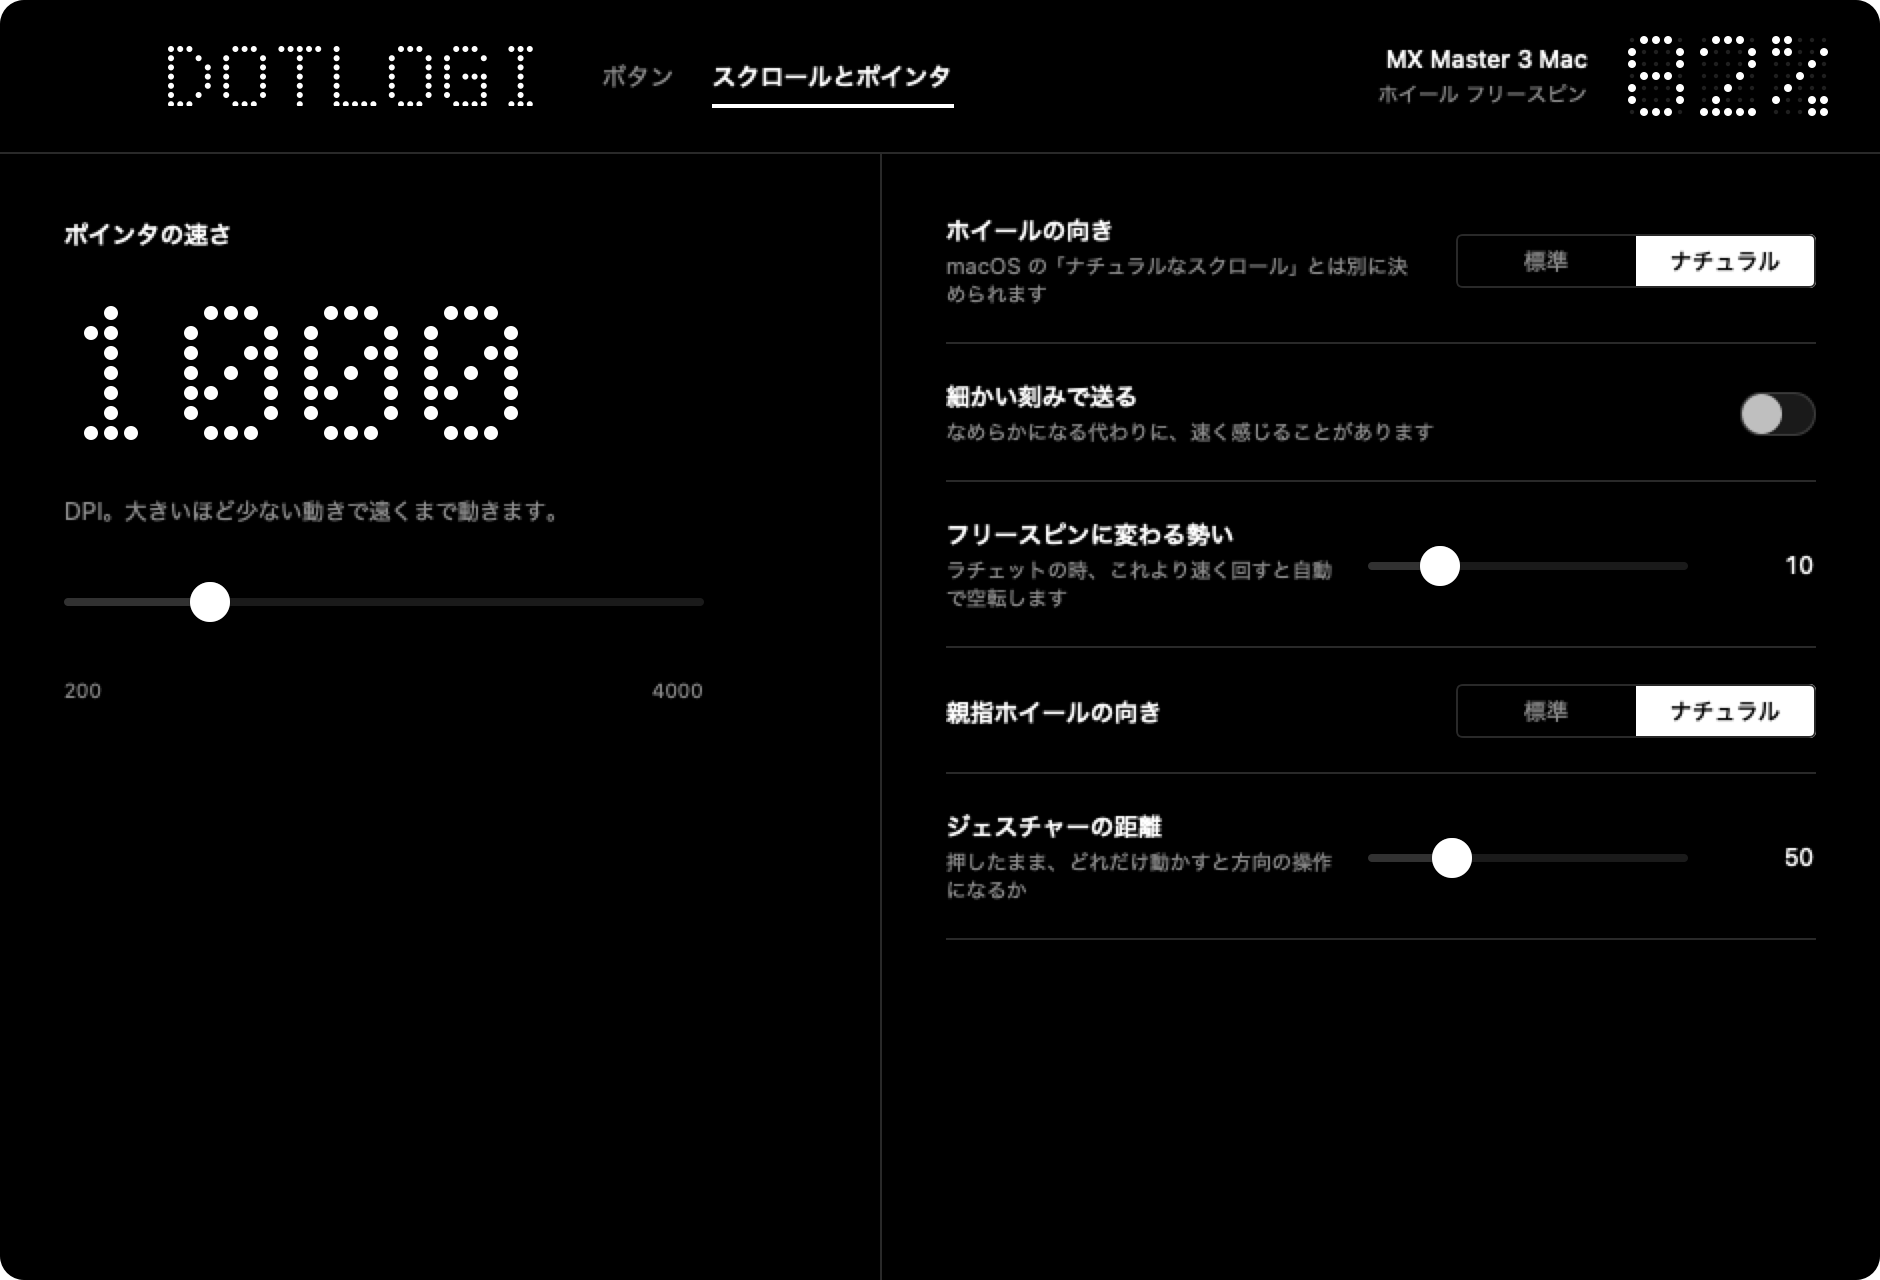 DOTLOGI
ボタン
スクロールとポインタ
MX Master 3 Mac
ホイール フリースピン
82%
ポインタの速さ
1000
DPI。大きいほど少ない動きで遠くまで動きます。
200
4000
ホイールの向き
macOS の「ナチュラルなスクロール」とは別に決
められます
標準
ナチュラル
細かい刻みで送る
なめらかになる代わりに、速く感じることがあります
フリースピンに変わる勢い
ラチェットの時、これより速く回すと自動
で空転します
10
親指ホイールの向き
標準
ナチュラル
ジェスチャーの距離
押したまま、どれだけ動かすと方向の操作
になるか
50